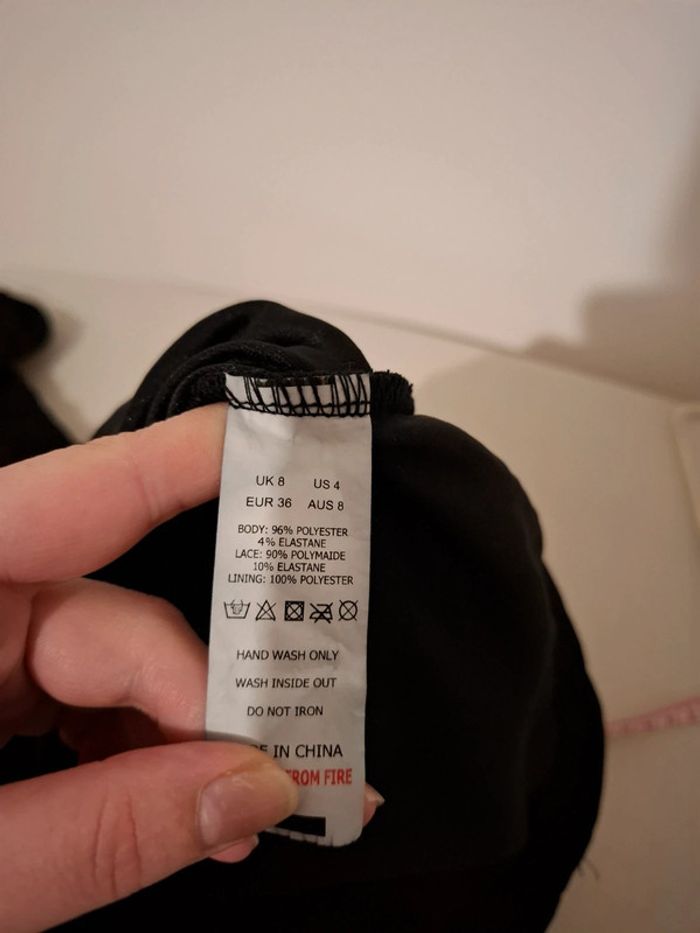 UK 8 US 4
EUR 36 AUS 8
BODY: 96% POLYESTER
4% ELASTANE
LACE: 90% POLYMAIDE
10% ELASTANE
LINING: 100% POLYESTER
HAND WASH ONLY
WASH INSIDE OUT
DO NOT IRON
IN CHINA
FROM FIRE